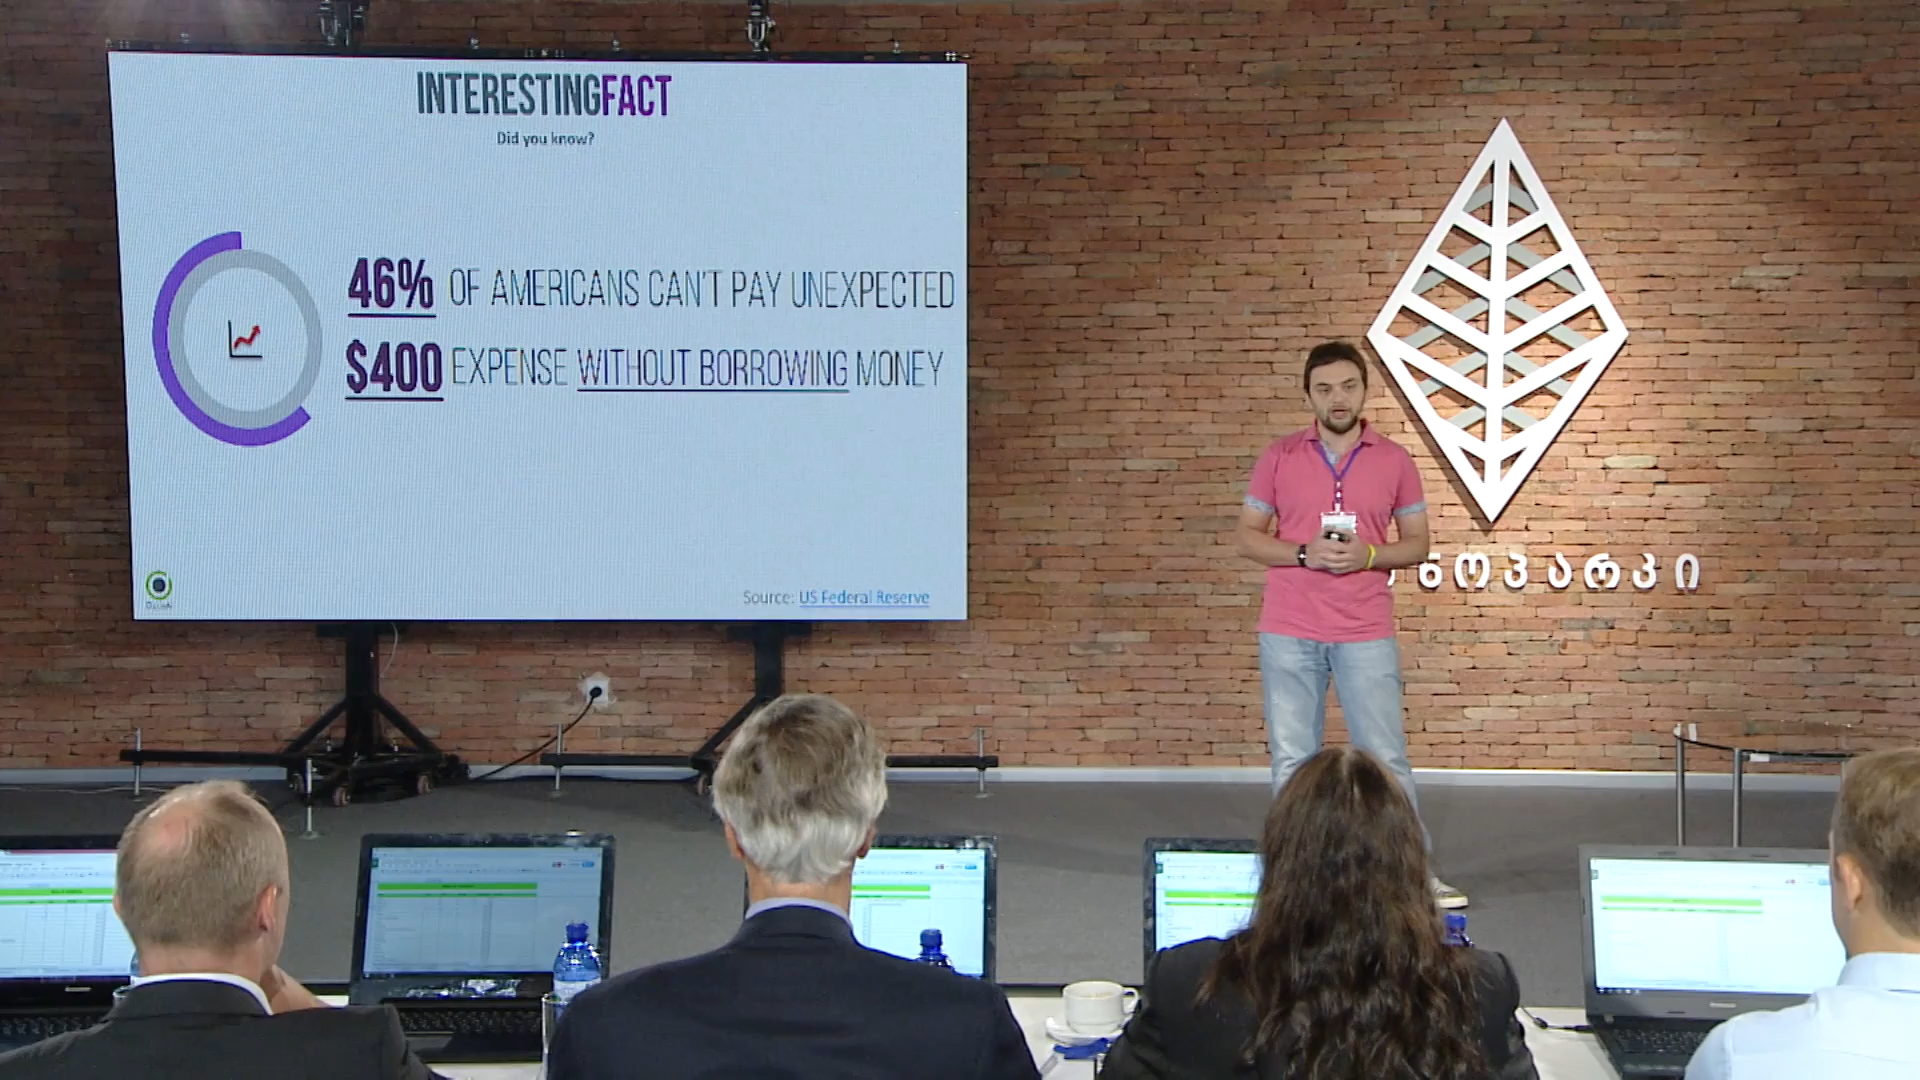 INTERESTINGFACT
Did you know?
46% OF AMERICANS CAN'T PAY UNEXPECTED
$400 EXPENSE WITHOUT BORROWING MONEY
Source: US Federal Reserve
ნოპარკი